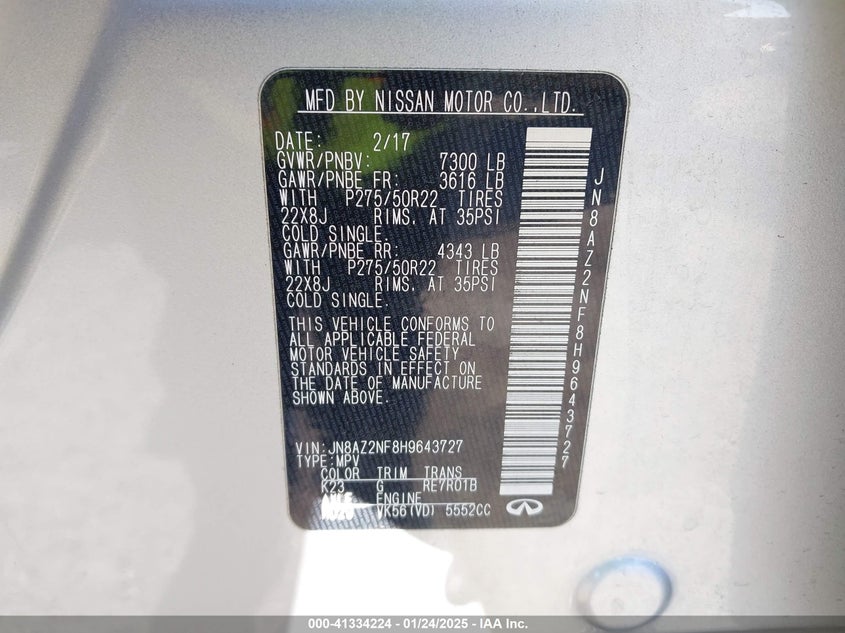 MFD BY NISSAN MOTOR CO.,LTD.
DATE: 2/17
GVWR/PNBV: 7300 LB
GAWR/PNBE FR: 3616 LB
WITH P275/50R22 TIRES
22X8J RIMS. AT 35PSI
COLD SINGLE.
GAWR/PNBE RR: 4343 LB
WITH P275/50R22 TIRES
22X8J RIMS. AT 35PSI
COLD SINGLE.
THIS VEHICLE CONFORMS TO
ALL APPLICABLE FEDERAL
MOTOR VEHICLE SAFETY
STANDARDS IN EFFECT ON
THE DATE OF MANUFACTURE
SHOWN ABOVE.
VIN:JN8AZ2NF8H9643727
TYPE:MPV
COLOR TRIM TRANS
K23 G RE7R01B
ENGINE
VK56(VD) 5552CC
JN8AZ2NF8H9643727
000-41334224 - 01/24/2025 - IAA Inc.